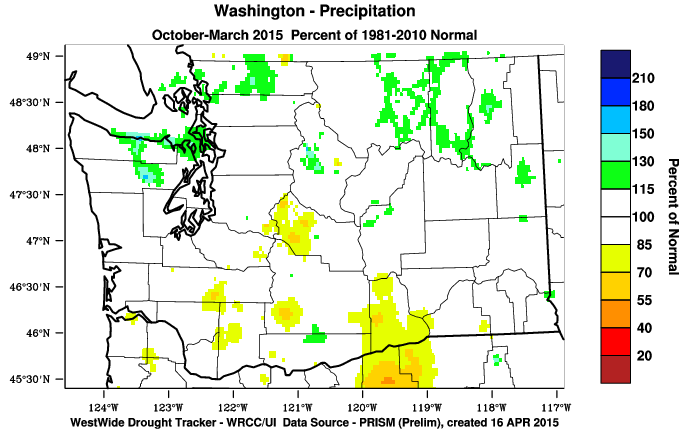 Washington - Precipitation
October-March 2015 Percent of 1981-2010 Normal
49°N
48°30'N
48°N
47°30'N
47°N
46°30'N
46°N
45°30'N
124°W 123°W 122°W 121°W 120°W 119°W 118°W 117°W
210
180
150
130
115
100
85
70
55
40
20
Percent of Normal
WestWide Drought Tracker - WRCC/UI Data Source - PRISM (Prelim), created 16 APR 2015